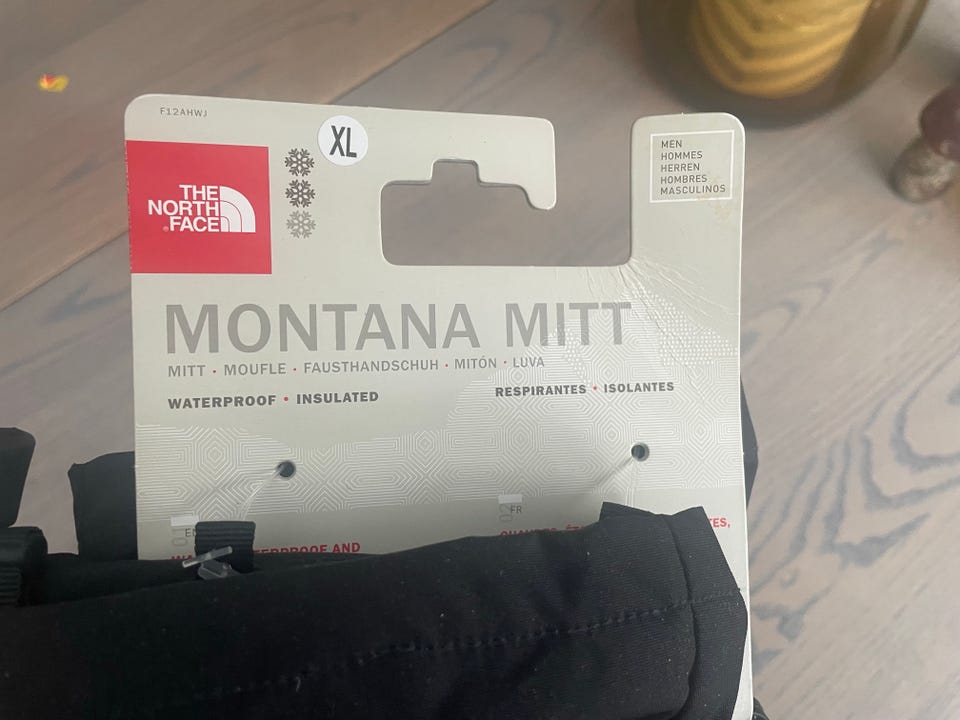 F12AHWJ
XL
THE
NORTH
FACE
MEN
HOMMES
HERREN
HOMBRES
MASCULINOS
MONTANA MITT
MITT · MOUFLE · FAUSTHANDSCHUH · MITÓN · LUVA
WATERPROOF • INSULATED
RESPIRANTES • ISOLANTES
FR
AND